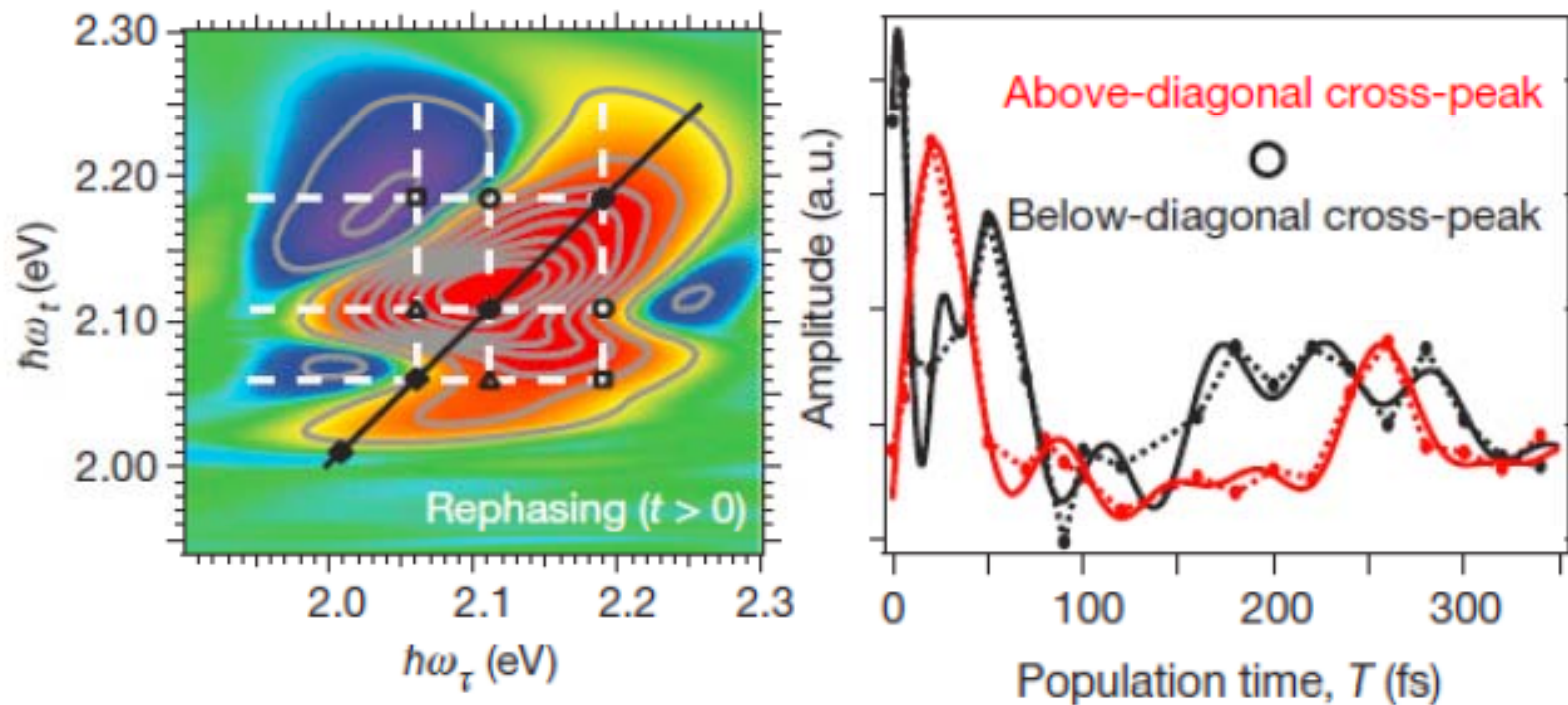 2.30
2.20
2.10
2.00
ħω_t (eV)
Rephasing (t > 0)
2.0 2.1 2.2 2.3
ħω_τ (eV)
Amplitude (a.u.)
Above-diagonal cross-peak
Below-diagonal cross-peak
0 100 200 300
Population time, T (fs)